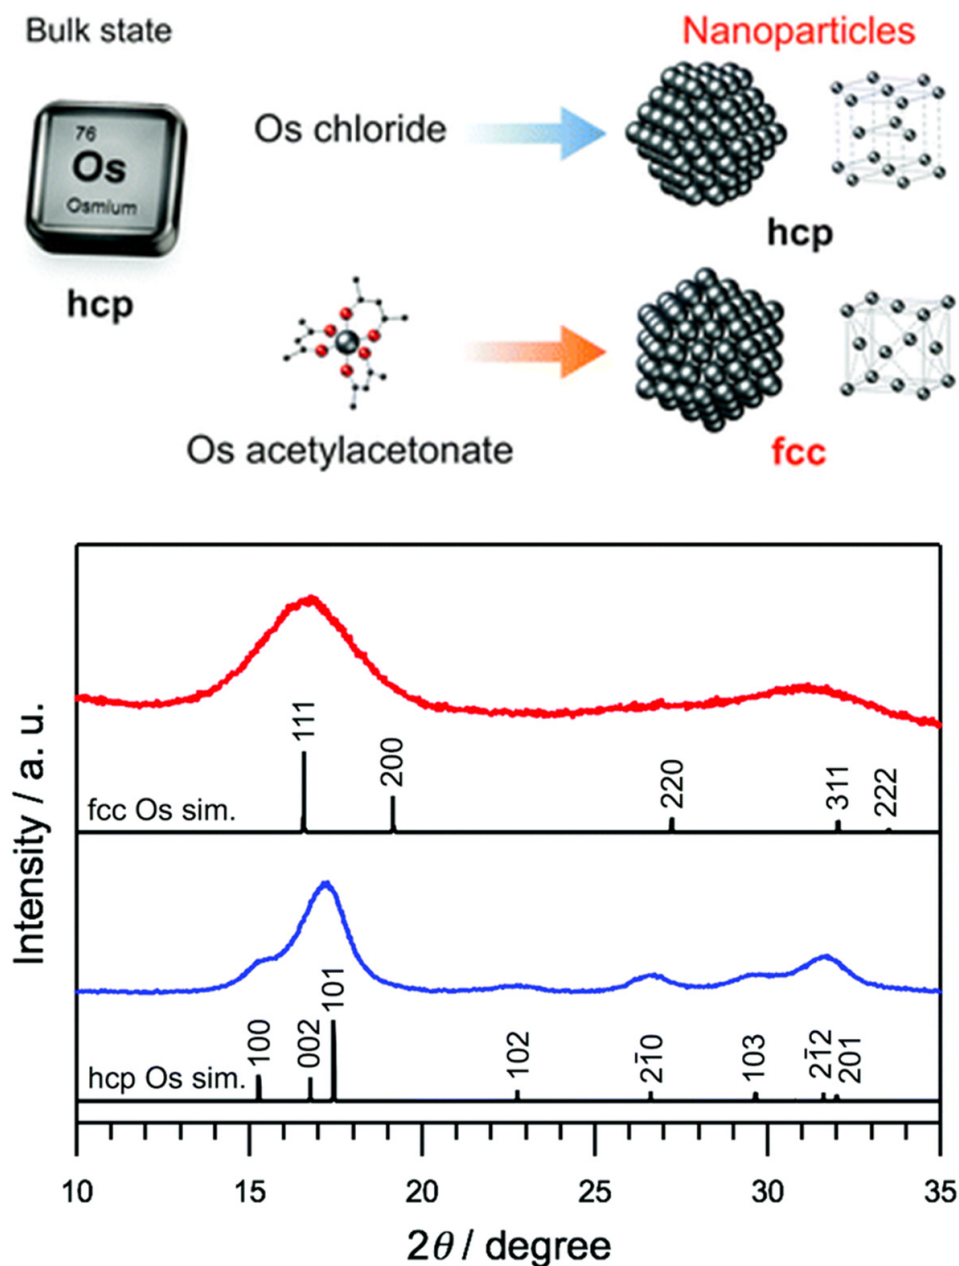 Bulk state
Nanoparticles
76
Os
Osmium
hcp
Os chloride
hcp
Os acetylacetonate
fcc
Intensity / a. u.
111
200
220
311
222
fcc Os sim.
100
002
101
102
21̄0
103
21̄12
201
hcp Os sim.
10
15
20
25
30
35
2θ / degree